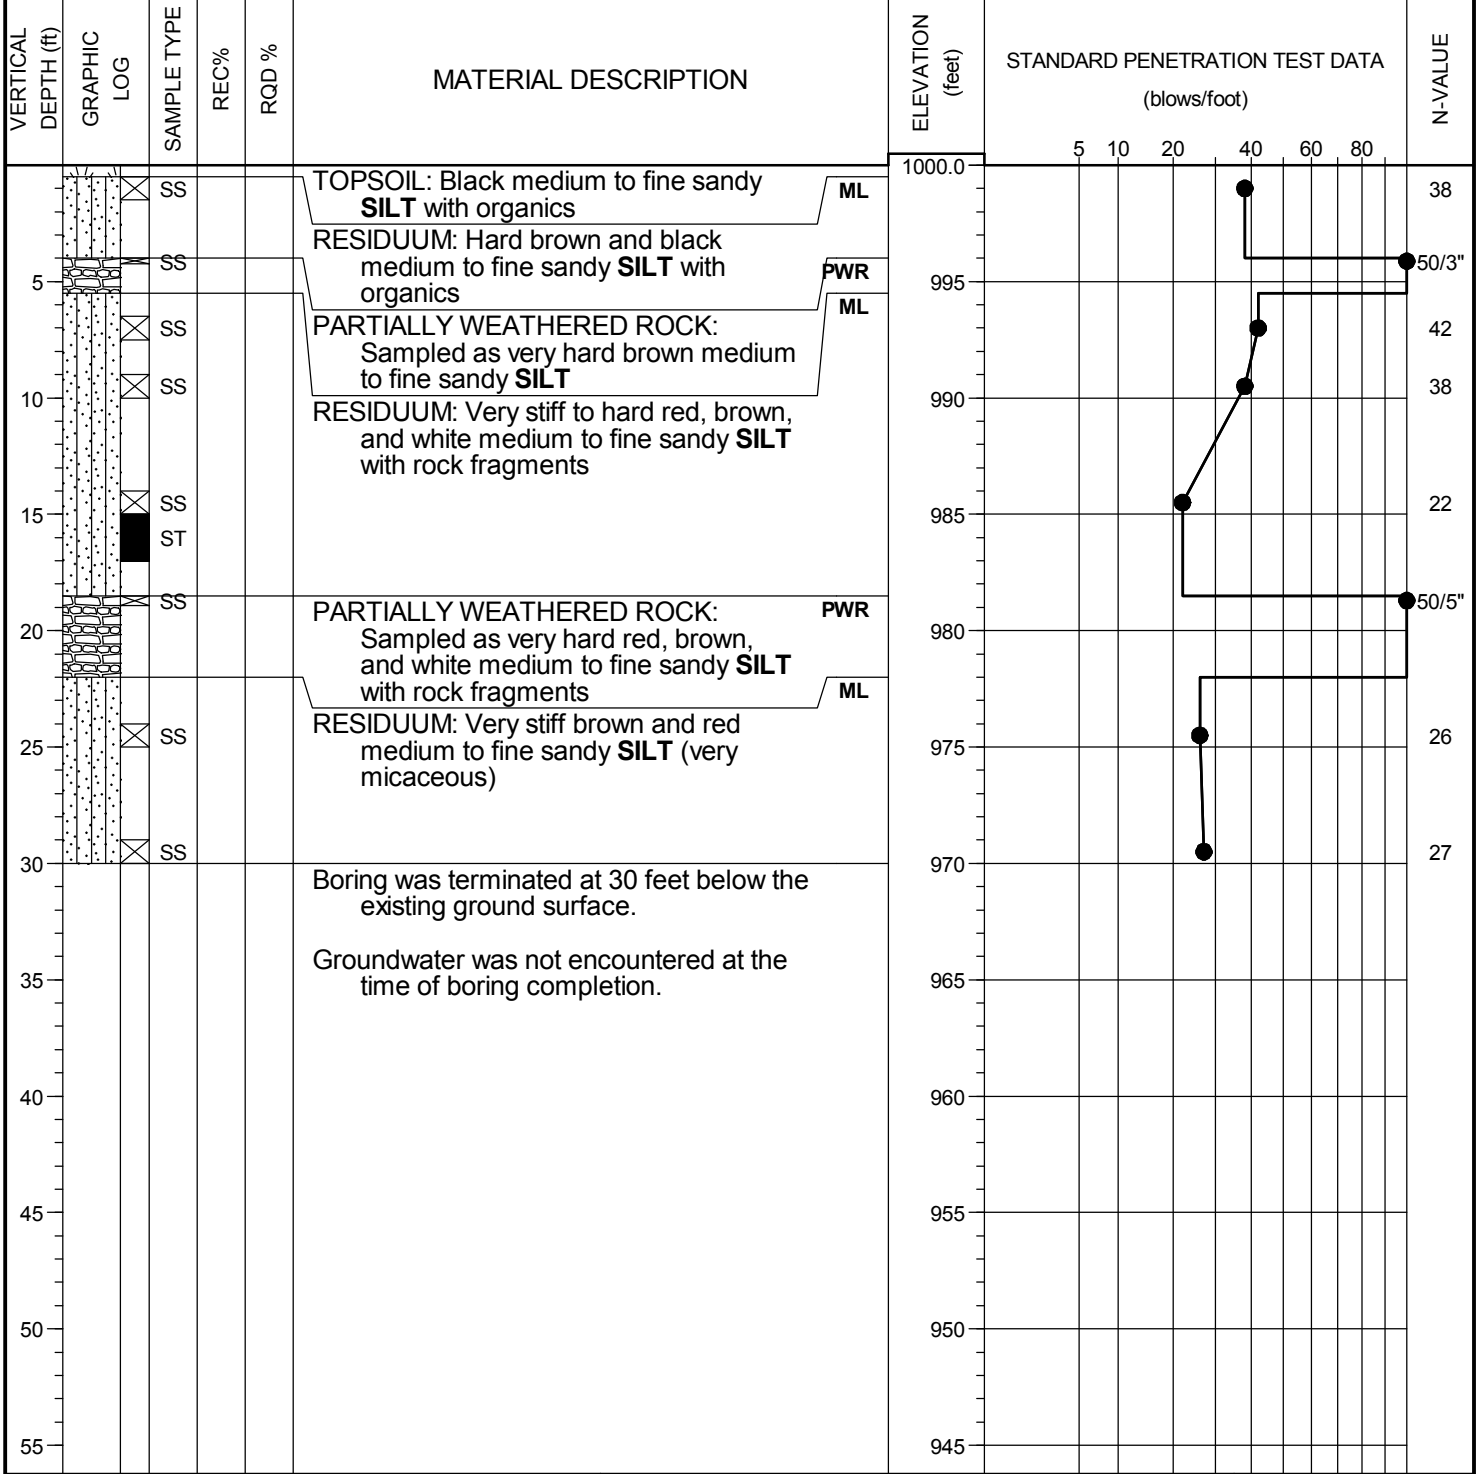 VERTICAL
DEPTH (ft)
GRAPHIC
LOG
SAMPLE TYPE
REC%
RQD %
MATERIAL DESCRIPTION
ELEVATION
(feet)
STANDARD PENETRATION TEST DATA
(blows/foot)
N-VALUE
5 10 20 40 60 80
1000.0
SS
TOPSOIL: Black medium to fine sandy
SILT with organics
ML
38
RESIDUUM: Hard brown and black
medium to fine sandy SILT with
organics
SS
PWR
50/3"
5
995
ML
PARTIALLY WEATHERED ROCK:
Sampled as very hard brown medium
to fine sandy SILT
SS
42
SS
38
10
990
RESIDUUM: Very stiff to hard red, brown,
and white medium to fine sandy SILT
with rock fragments
SS
22
15
985
ST
SS
PARTIALLY WEATHERED ROCK:
Sampled as very hard red, brown,
and white medium to fine sandy SILT
with rock fragments
PWR
50/5"
20
980
ML
RESIDUUM: Very stiff brown and red
medium to fine sandy SILT (very
micaceous)
SS
26
25
975
SS
27
30
970
Boring was terminated at 30 feet below the
existing ground surface.
Groundwater was not encountered at the
time of boring completion.
35
965
40
960
45
955
50
950
55
945